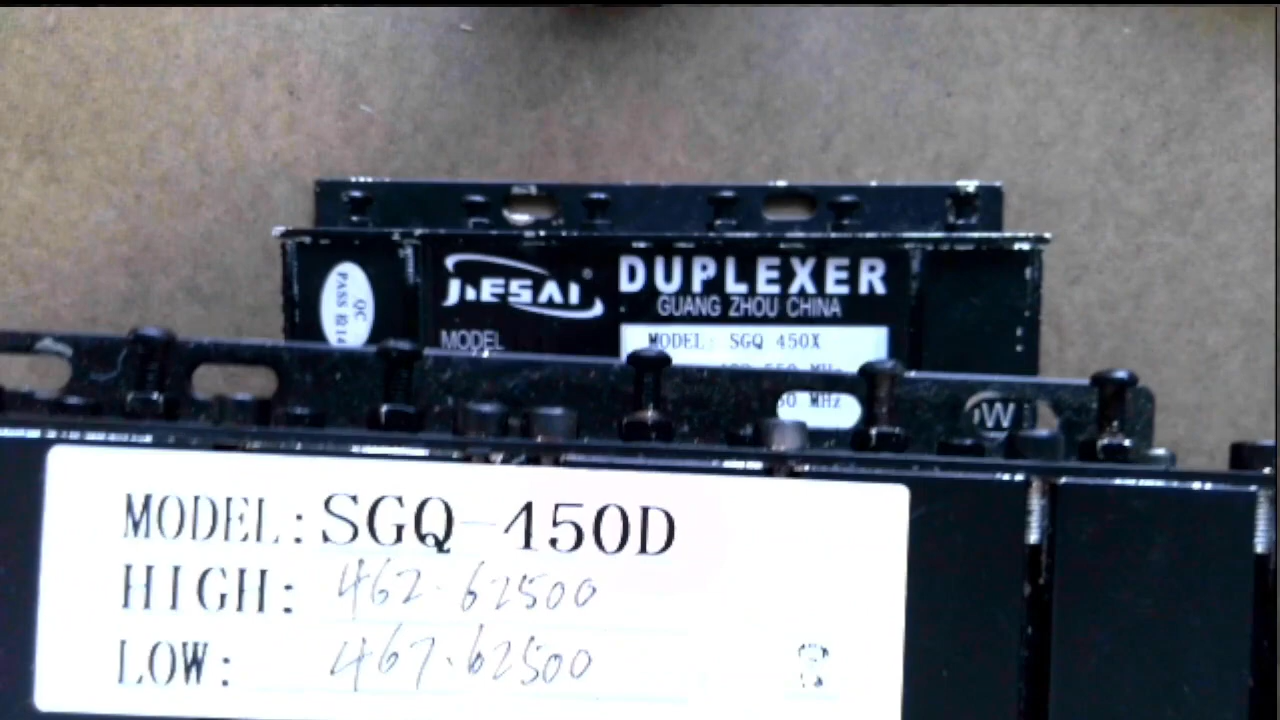 QC
PASS
JIESAI
DUPLEXER
GUANG ZHOU CHINA
MODEL
MODEL: SGQ 450X
MHz
MHz
W
MODEL: SGQ-450D
HIGH: 462.62500
LOW: 467.62500